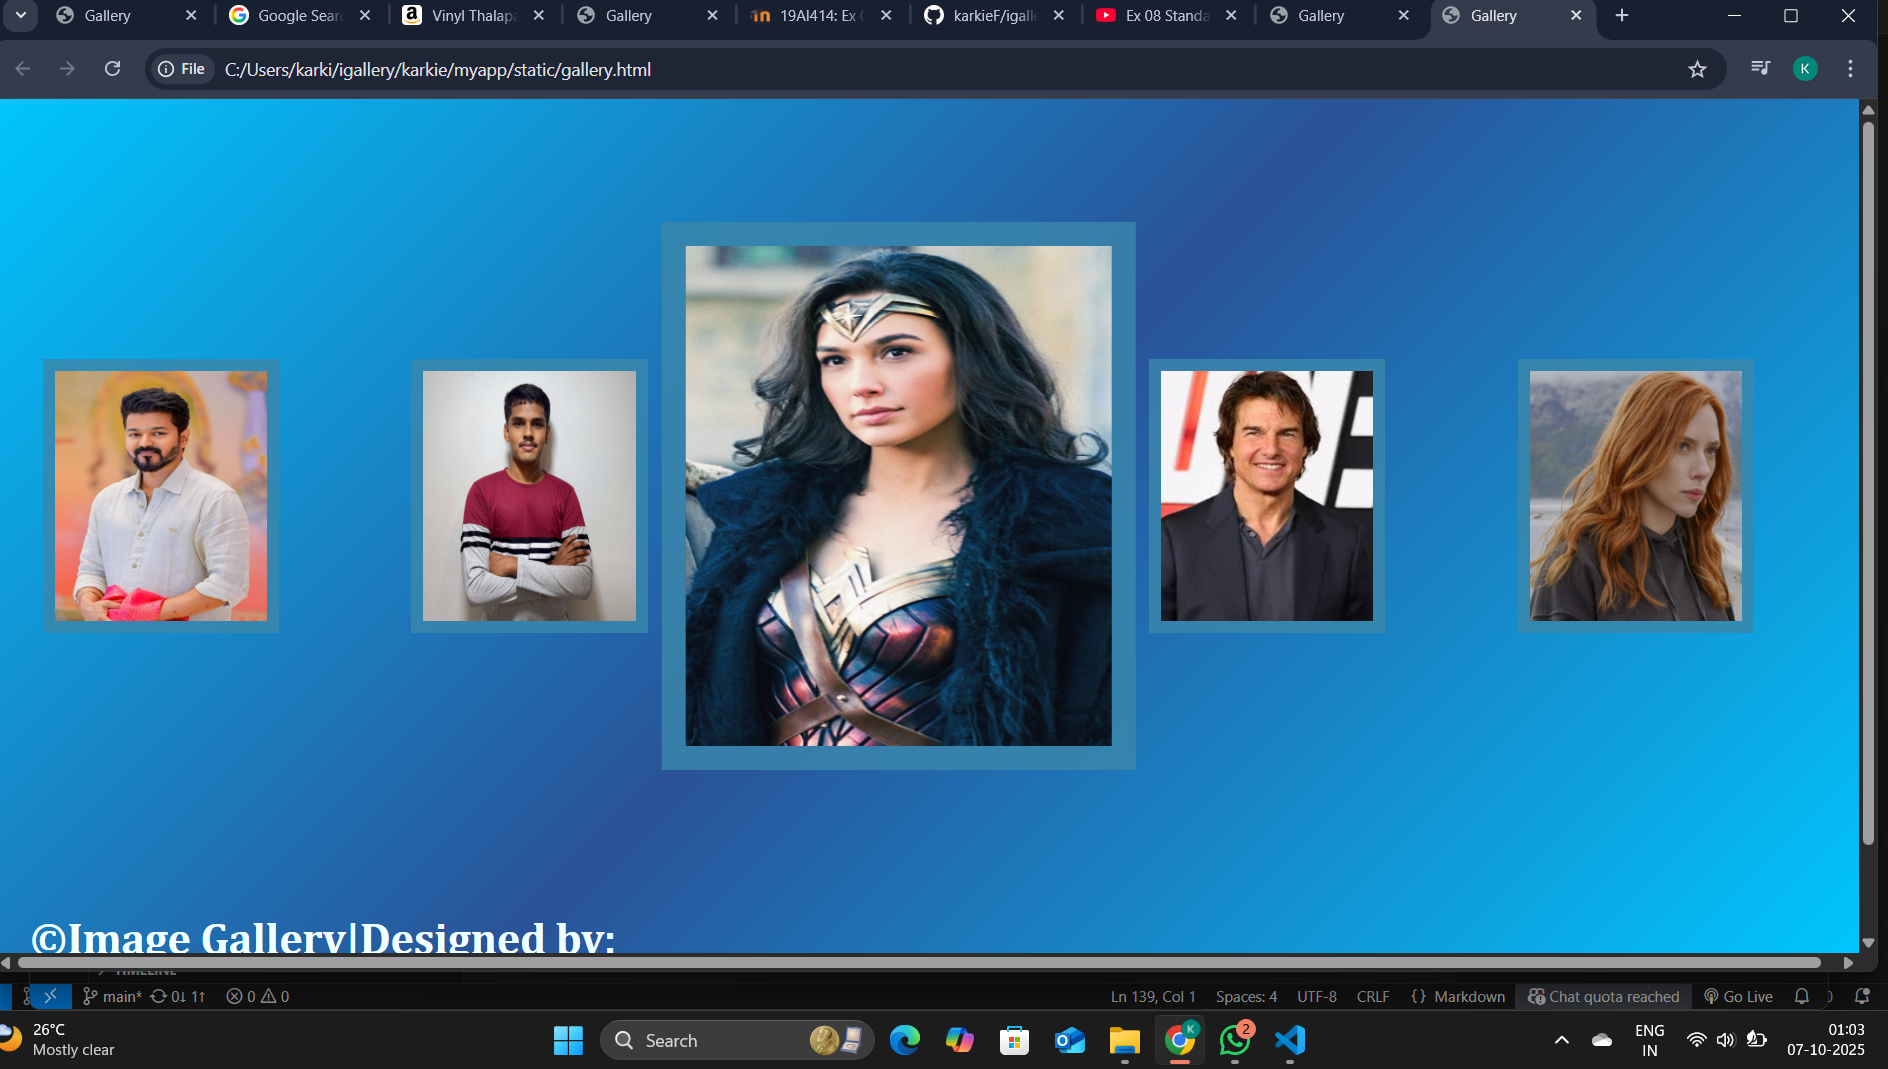 Gallery
Google Sear
Vinyl Thalapa
Gallery
19AI414: Ex
karkieF/igall
Ex 08 Standa
Gallery
Gallery
File
C:/Users/karki/igallery/karkie/myapp/static/gallery.html
K
©Image Gallery|Designed by:
TIMELINE
main* 0↓ 1↑ 0 0
Ln 139, Col 1
Spaces: 4
UTF-8
CRLF
{ } Markdown
Chat quota reached
Go Live
26°C
Mostly clear
Search
K
2
ENG
IN
01:03
07-10-2025